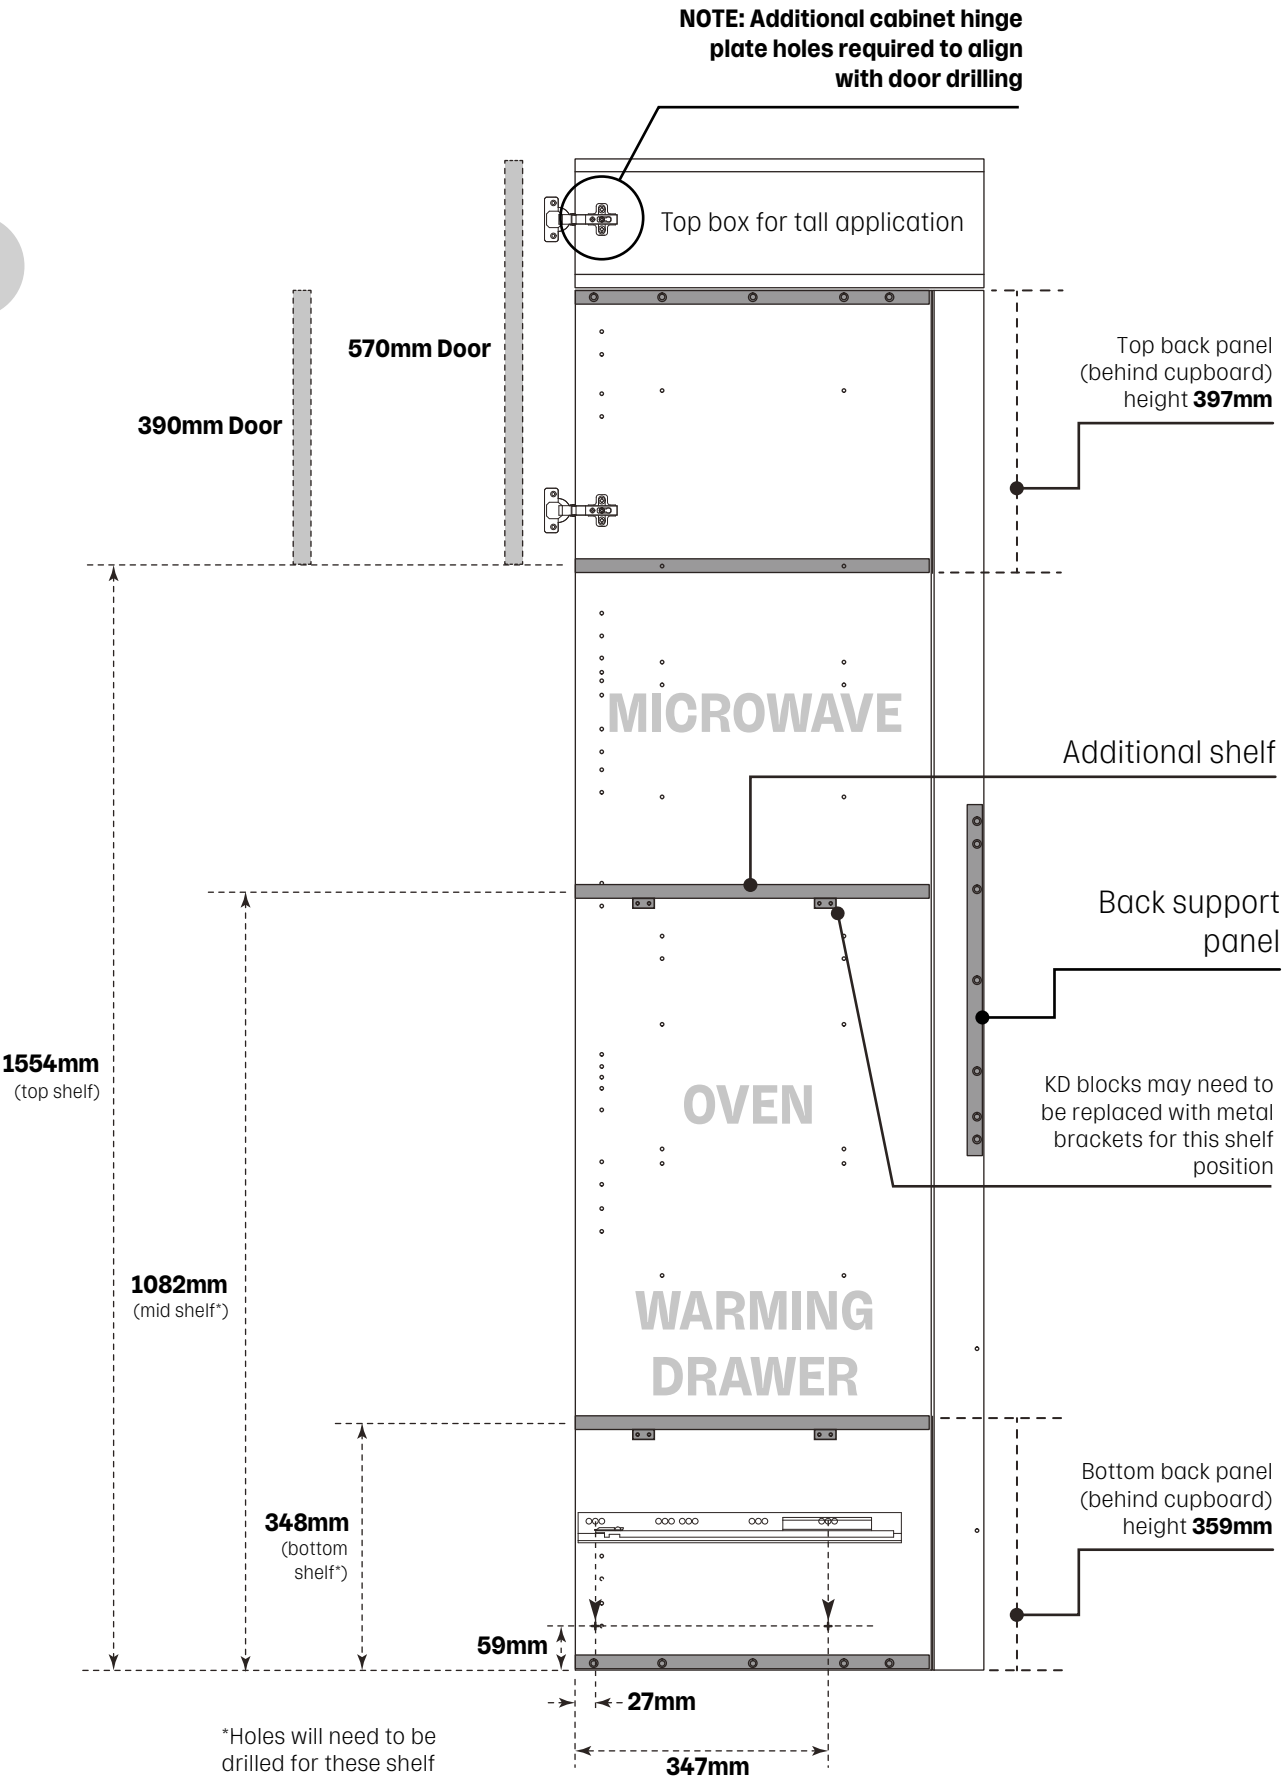 NOTE: Additional cabinet hinge
plate holes required to align
with door drilling
Top box for tall application
570mm Door
390mm Door
Top back panel
(behind cupboard)
height 397mm
MICROWAVE
Additional shelf
Back support
panel
1554mm
(top shelf)
KD blocks may need to
be replaced with metal
brackets for this shelf
position
OVEN
1082mm
(mid shelf*)
WARMING
DRAWER
348mm
(bottom
shelf*)
Bottom back panel
(behind cupboard)
height 359mm
59mm
27mm
347mm
*Holes will need to be
drilled for these shelf